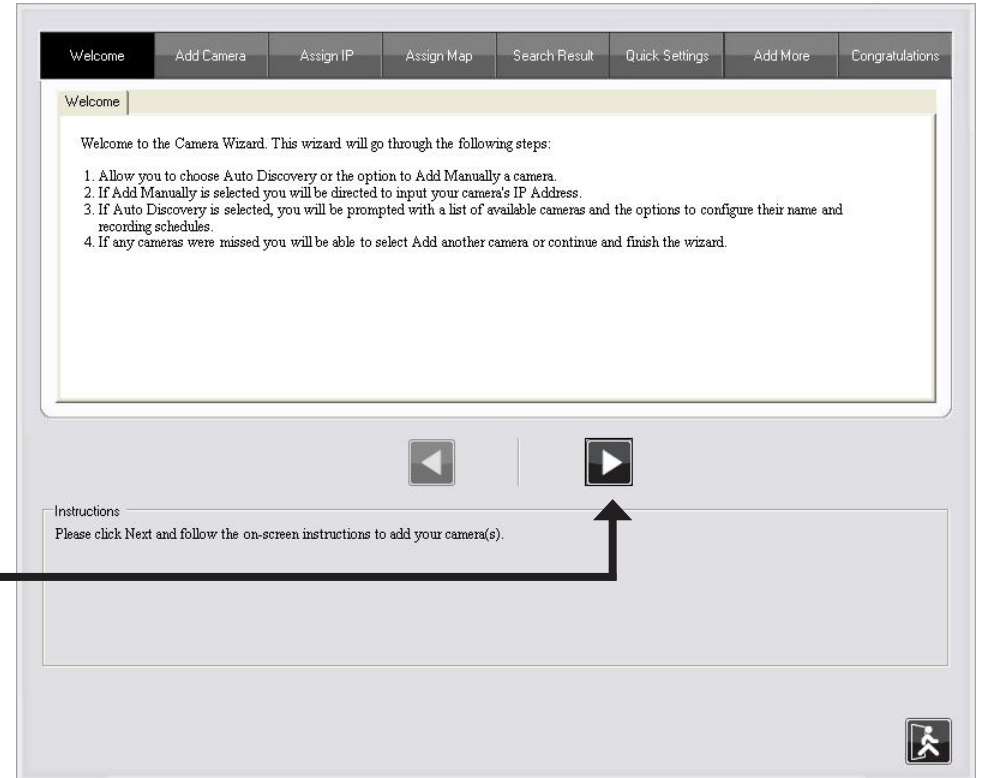 Welcome Add Camera Assign IP Assign Map Search Result Quick Settings Add More Congratulations
Welcome
Welcome to the Camera Wizard. This wizard will go through the following steps:
1. Allow you to choose Auto Discovery or the option to Add Manually a camera.
2. If Add Manually is selected you will be directed to input your camera's IP Address.
3. If Auto Discovery is selected, you will be prompted with a list of available cameras and the options to configure their name and
recording schedules.
4. If any cameras were missed you will be able to select Add another camera or continue and finish the wizard.
Instructions
Please click Next and follow the on-screen instructions to add your camera(s).